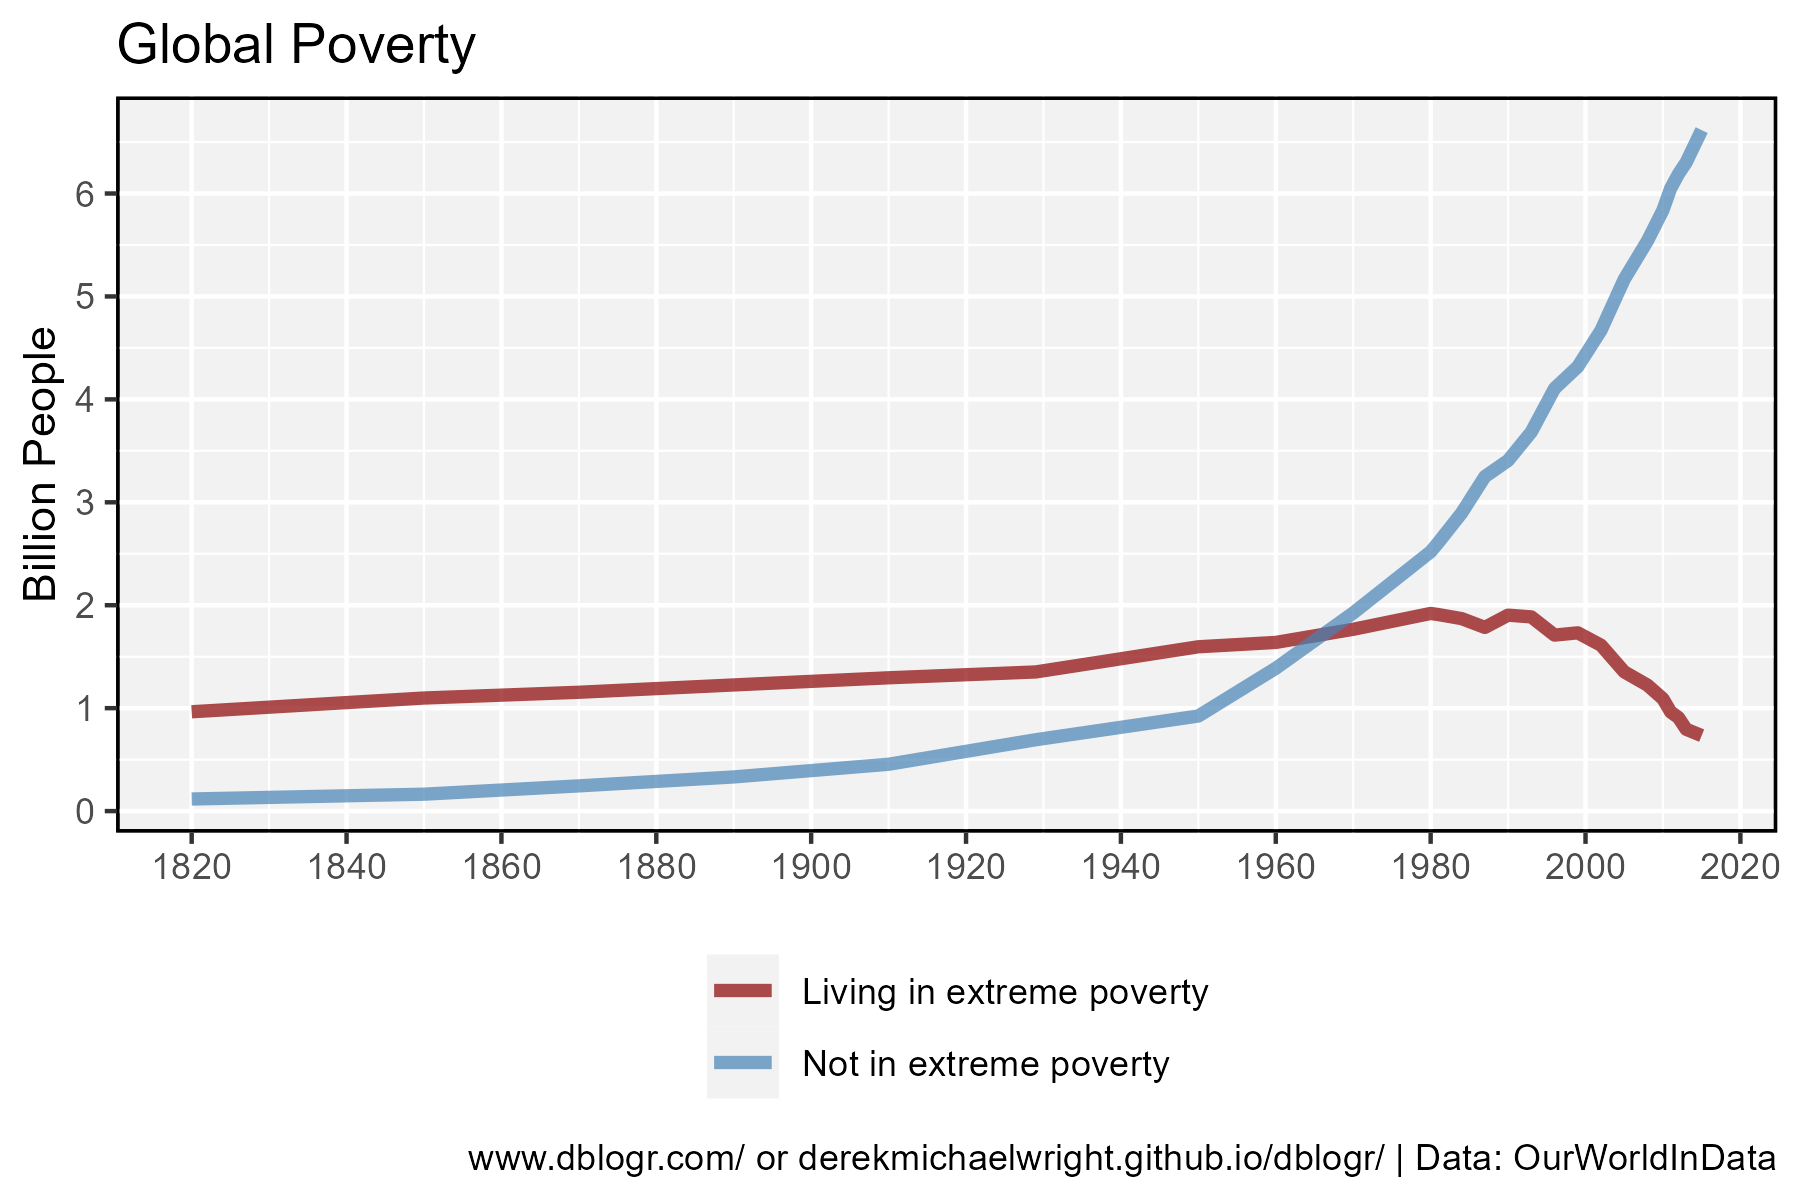 Global Poverty
Billion People
6
5
4
3
2
1
0
1820 1840 1860 1880 1900 1920 1940 1960 1980 2000 2020
Living in extreme poverty
Not in extreme poverty
www.dblogr.com/ or derekmichaelwright.github.io/dblogr/ | Data: OurWorldInData